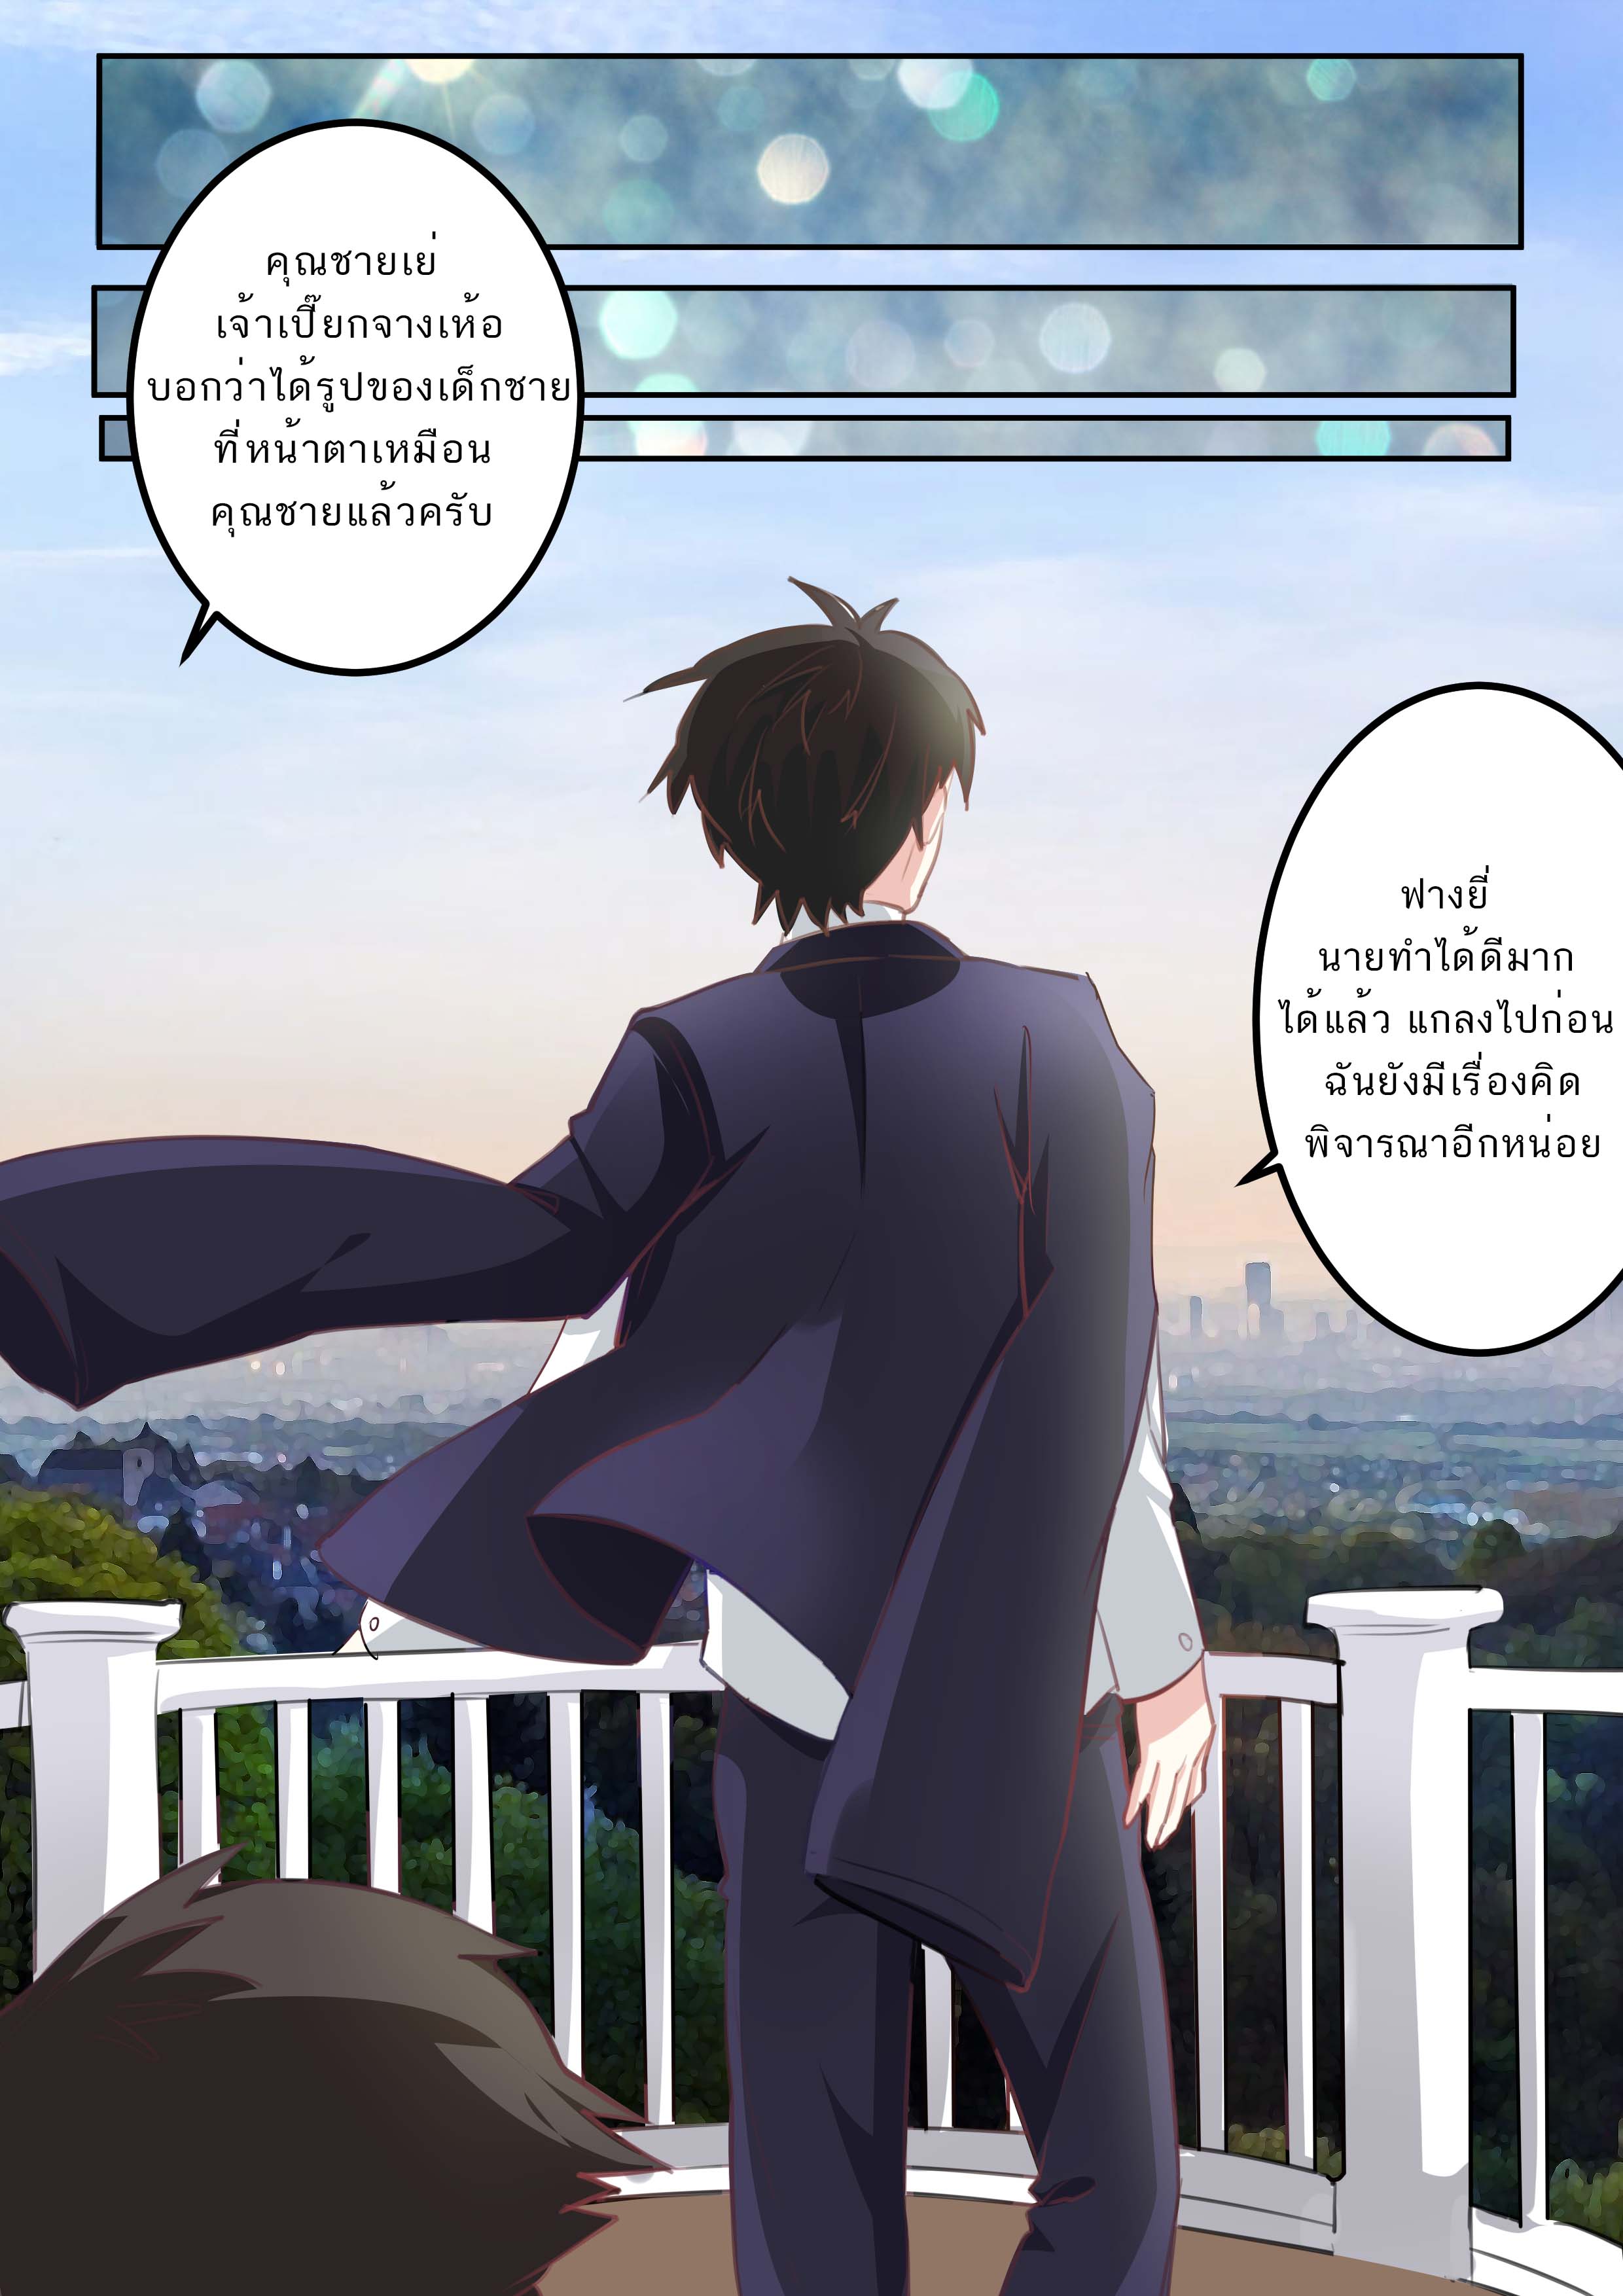 คุณชายเย่
เจ้าเปี๊ยกจางเห้อ
บอกว่าได้รูปของเด็กชาย
ที่หน้าตาเหมือน
คุณชายแล้วครับ
ฟางยี่
นายทำได้ดีมาก
ได้แล้ว แกลงไปก่อน
ฉันยังมีเรื่องคิด
พิจารณาอีกหน่อย